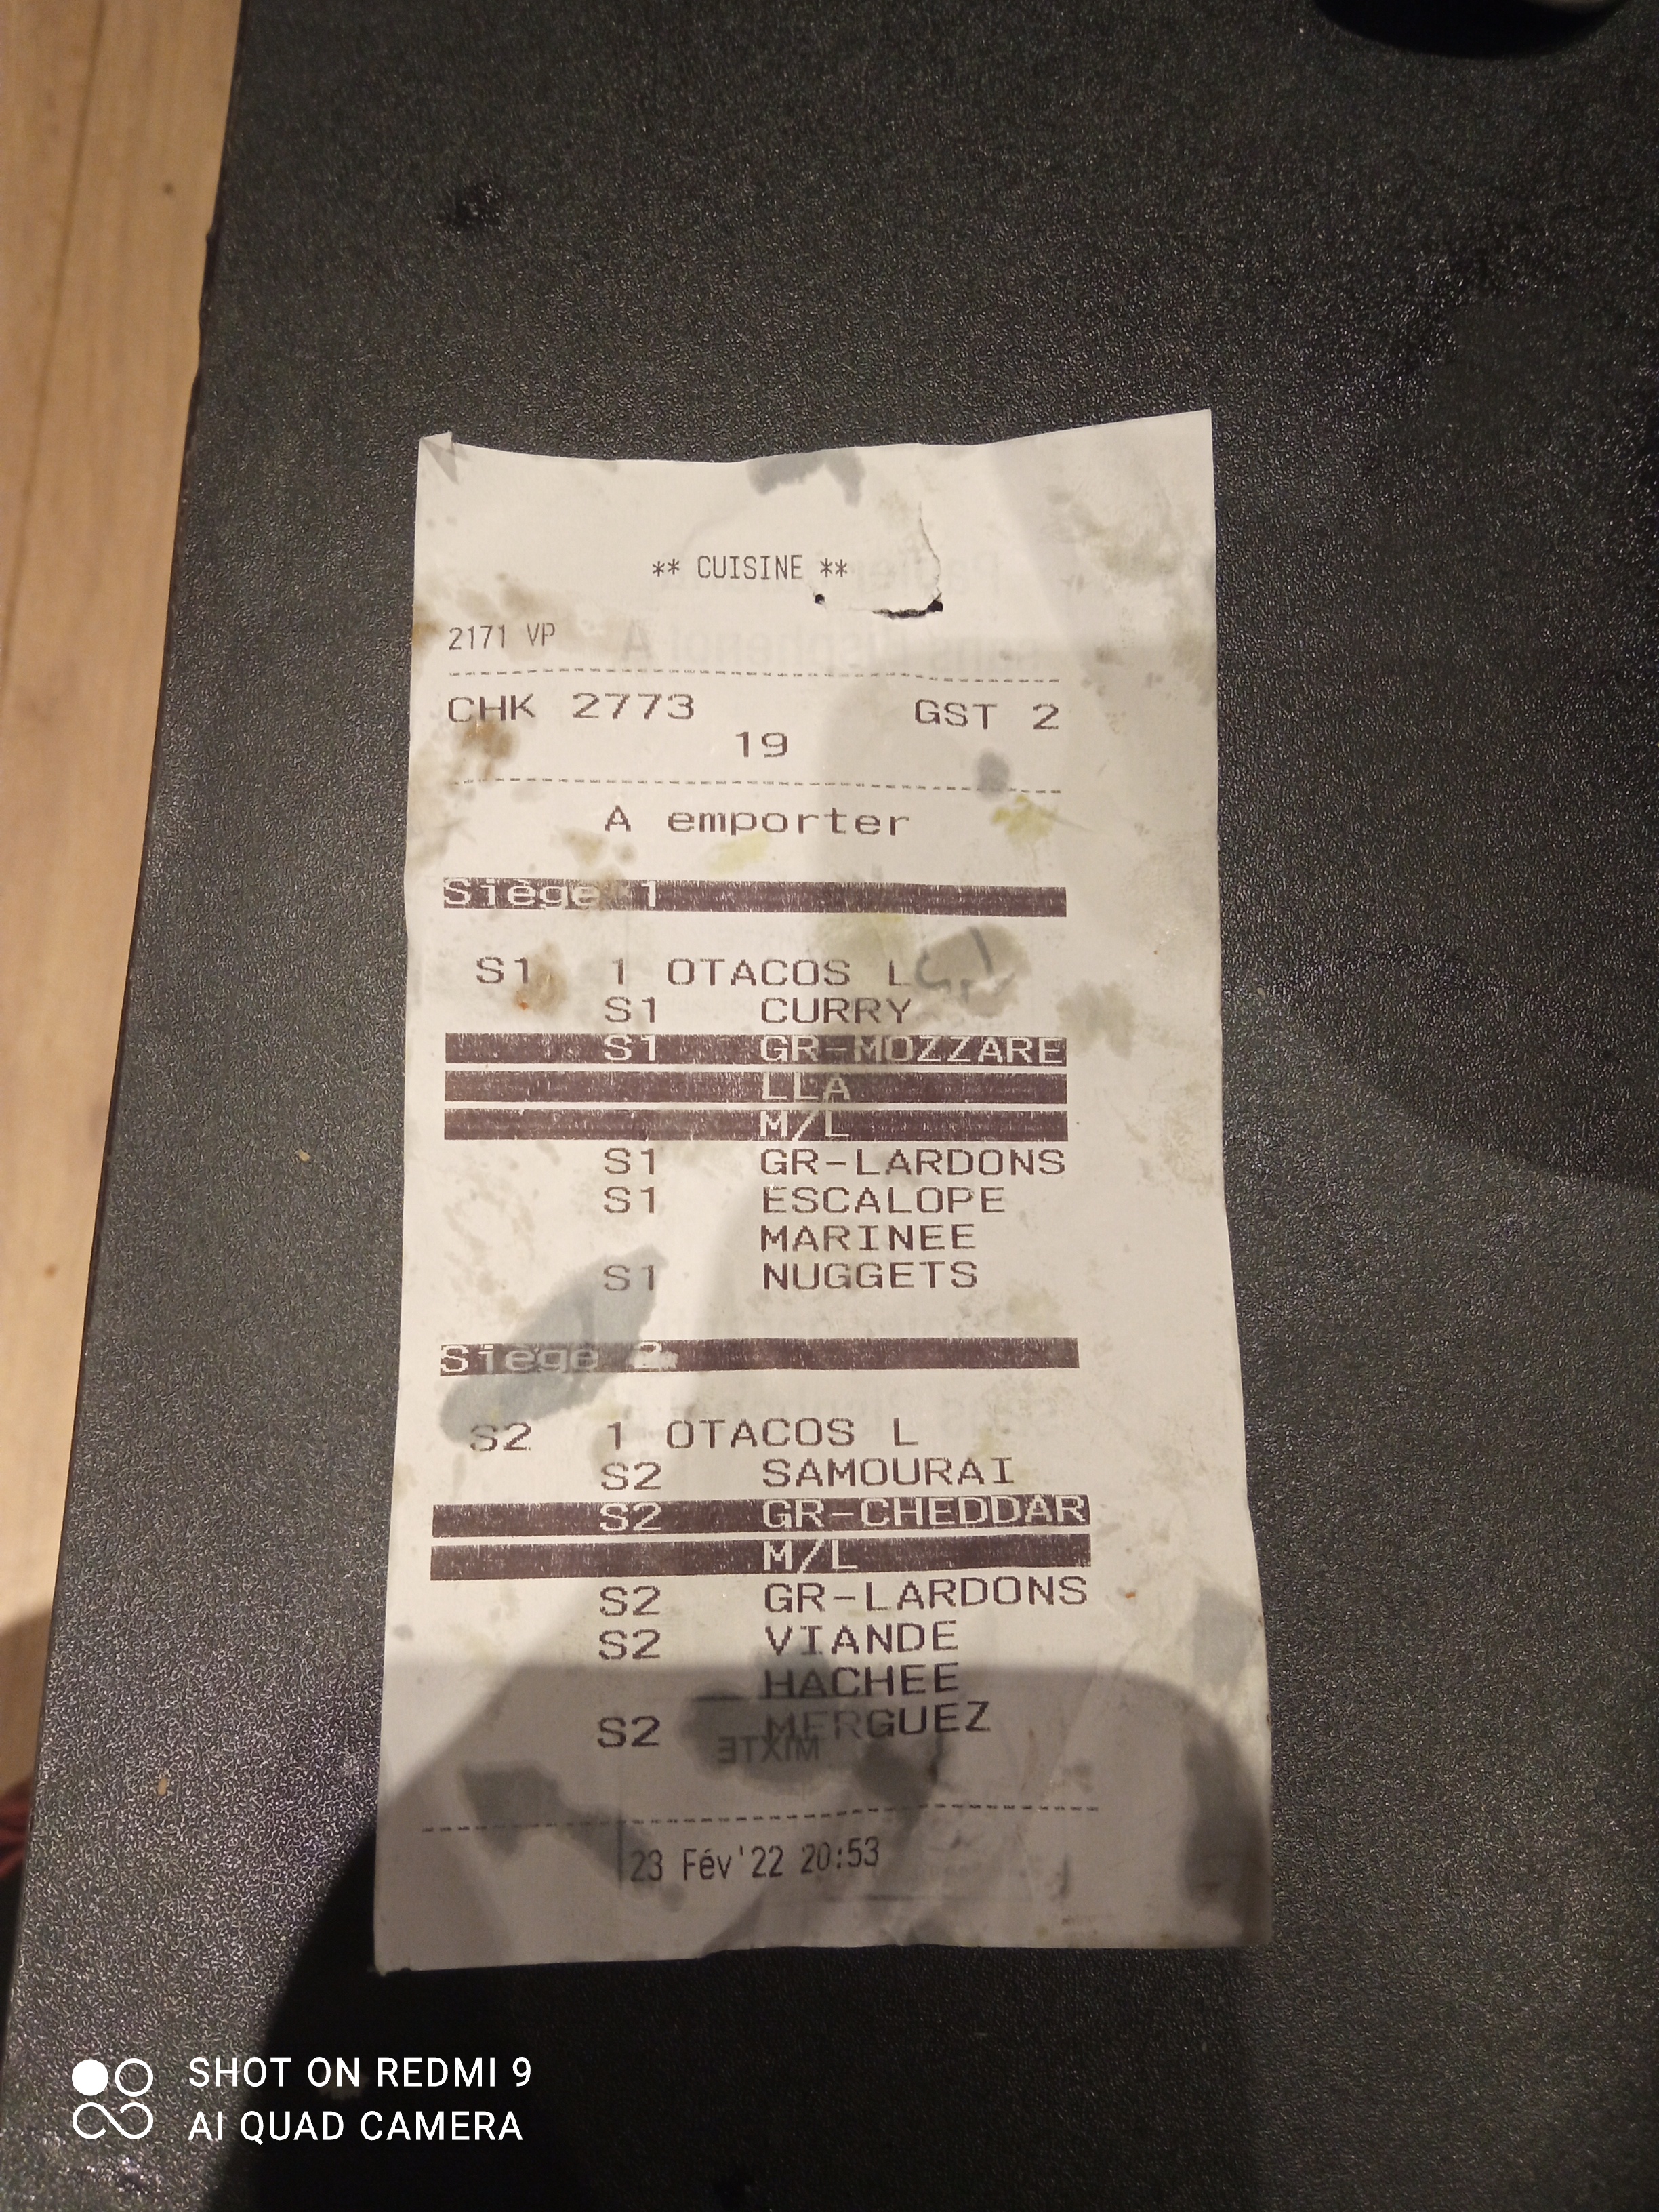 ** CUISINE **
2171 VP
CHK 2773 GST 2
19
A emporter
Siège 1
S1 1 OTACOS L
S1 CURRY
S1 GR-MOZZARE
LLA
M/L
S1 GR-LARDONS
S1 ESCALOPE
MARINEE
S1 NUGGETS
Siège 2
S2 1 OTACOS L
S2 SAMOURAI
S2 GR-CHEDDAR
M/L
S2 GR-LARDONS
S2 VIANDE
HACHEE
S2 MERGUEZ
MIXTE
23 Fév'22 20:53
SHOT ON REDMI 9
AI QUAD CAMERA